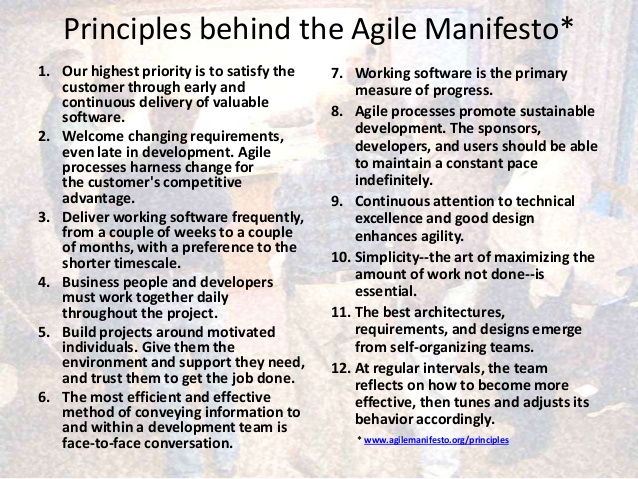 Principles behind the Agile Manifesto*
1. Our highest priority is to satisfy the
customer through early and
continuous delivery of valuable
software.
2. Welcome changing requirements,
even late in development. Agile
processes harness change for
the customer's competitive
advantage.
3. Deliver working software frequently,
from a couple of weeks to a couple
of months, with a preference to the
shorter timescale.
4. Business people and developers
must work together daily
throughout the project.
5. Build projects around motivated
individuals. Give them the
environment and support they need,
and trust them to get the job done.
6. The most efficient and effective
method of conveying information to
and within a development team is
face-to-face conversation.
7. Working software is the primary
measure of progress.
8. Agile processes promote sustainable
development. The sponsors,
developers, and users should be able
to maintain a constant pace
indefinitely.
9. Continuous attention to technical
excellence and good design
enhances agility.
10. Simplicity--the art of maximizing the
amount of work not done--is
essential.
11. The best architectures,
requirements, and designs emerge
from self-organizing teams.
12. At regular intervals, the team
reflects on how to become more
effective, then tunes and adjusts its
behavior accordingly.
* www.agilemanifesto.org/principles